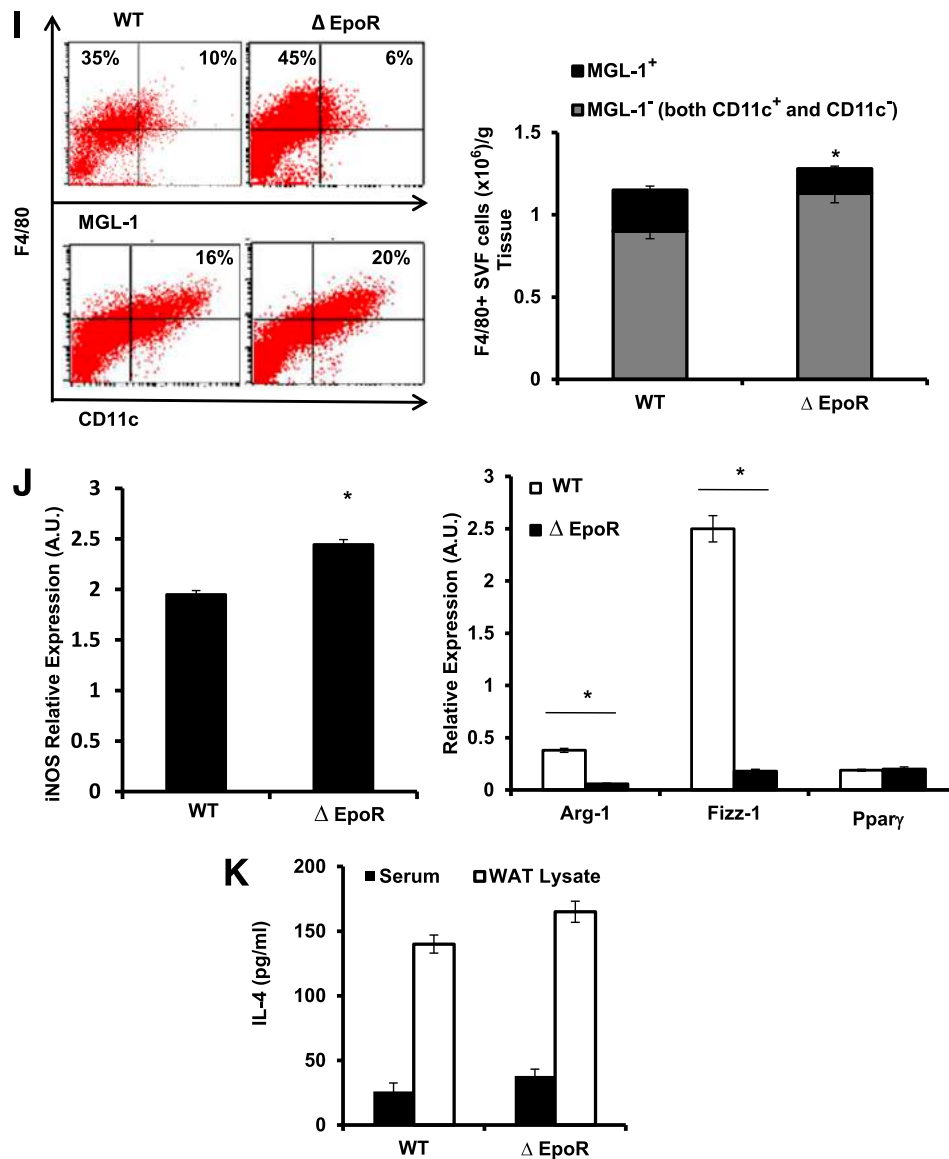 I
WT
Δ EpoR
35%
10%
45%
6%
F4/80
MGL-1
16%
20%
CD11c
MGL-1⁺
MGL-1⁻ (both CD11c⁺ and CD11c⁻)
F4/80+ SVF cells (x10⁶)/g
Tissue
1.5
1
0.5
0
*
WT
Δ EpoR
J
iNOS Relative Expression (A.U.)
3
2.5
2
1.5
1
0.5
0
*
WT
Δ EpoR
Relative Expression (A.U.)
3
2.5
2
1.5
1
0.5
0
WT
Δ EpoR
*
*
Arg-1
Fizz-1
Pparγ
K
Serum
WAT Lysate
IL-4 (pg/ml)
200
150
100
50
0
WT
Δ EpoR